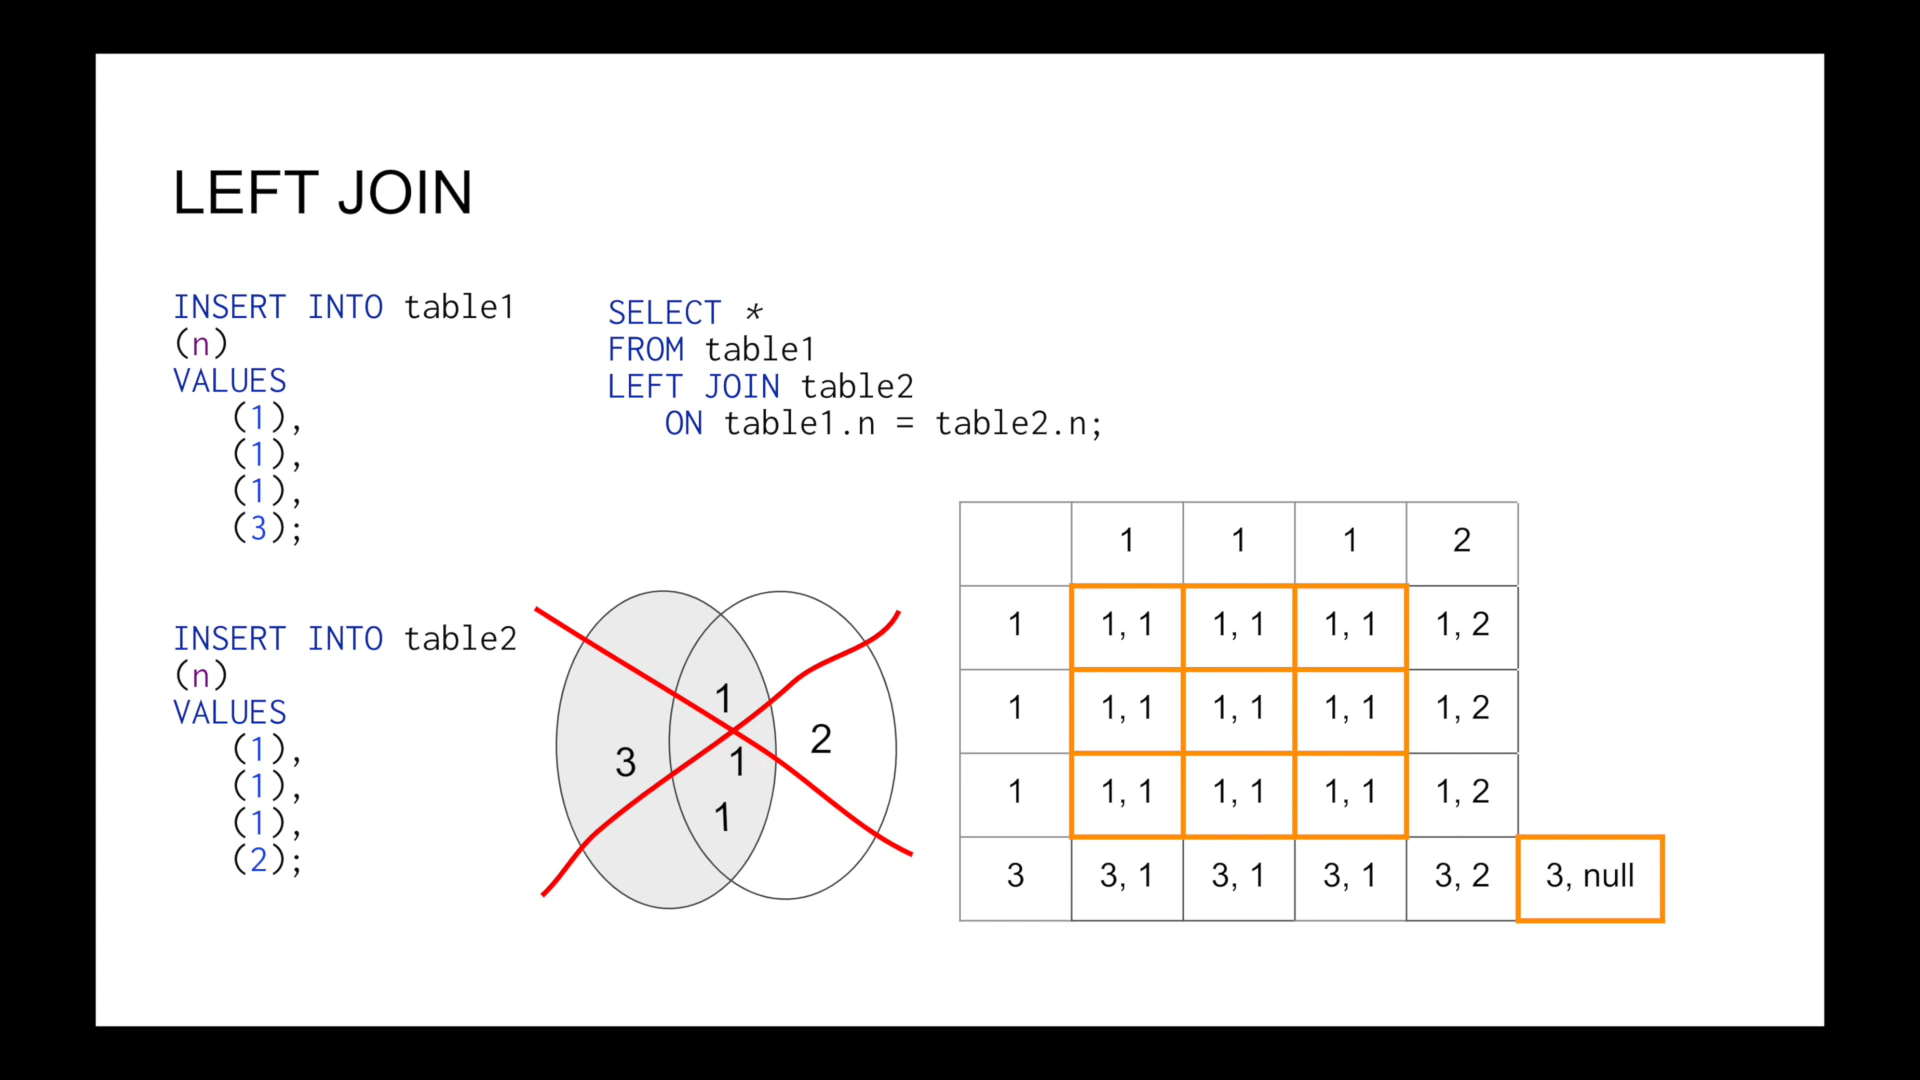 LEFT JOIN
INSERT INTO table1
(n)
VALUES
(1),
(1),
(1),
(3);
SELECT *
FROM table1
LEFT JOIN table2
ON table1.n = table2.n;
INSERT INTO table2
(n)
VALUES
(1),
(1),
(1),
(2);
1
3
1
2
1
1 1 1 2
1 1, 1 1, 1 1, 1 1, 2
1 1, 1 1, 1 1, 1 1, 2
1 1, 1 1, 1 1, 1 1, 2
3 3, 1 3, 1 3, 1 3, 2 3, null